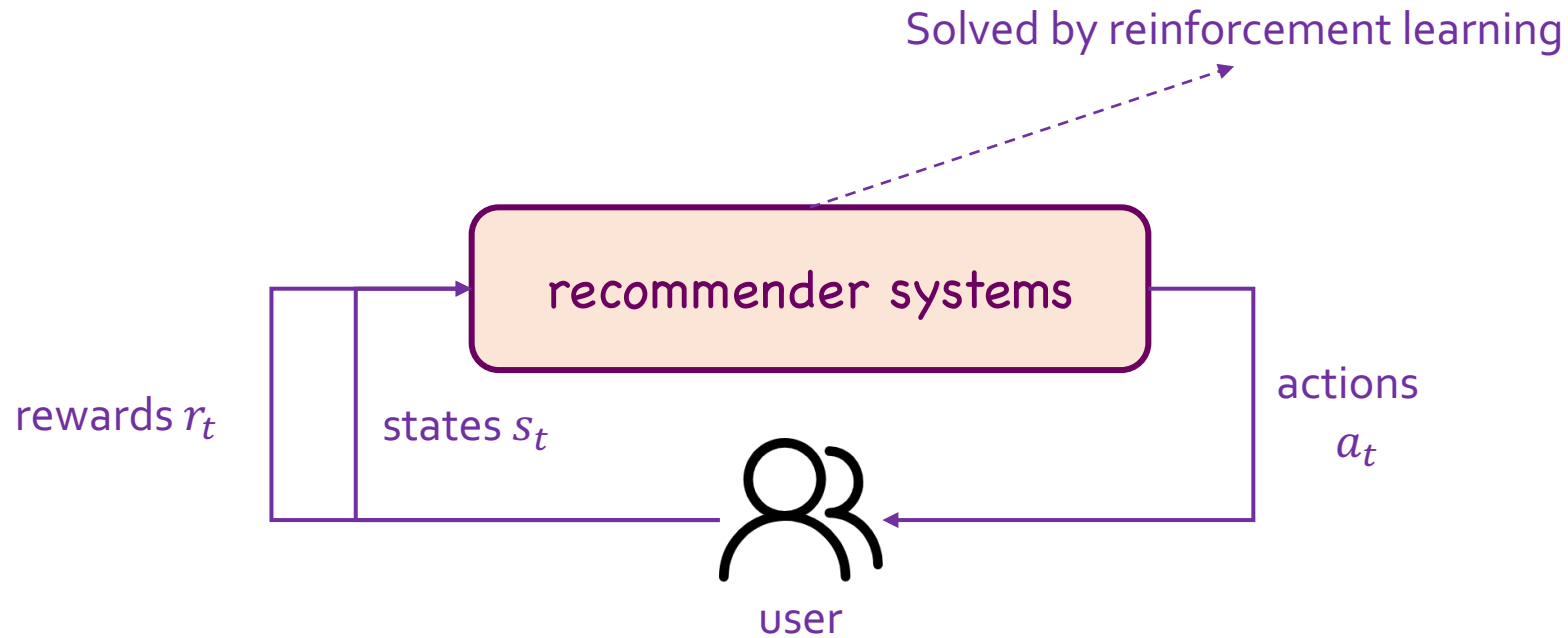 Solved by reinforcement learning
recommender systems
rewards $r_t$
states $s_t$
actions
$a_t$
user